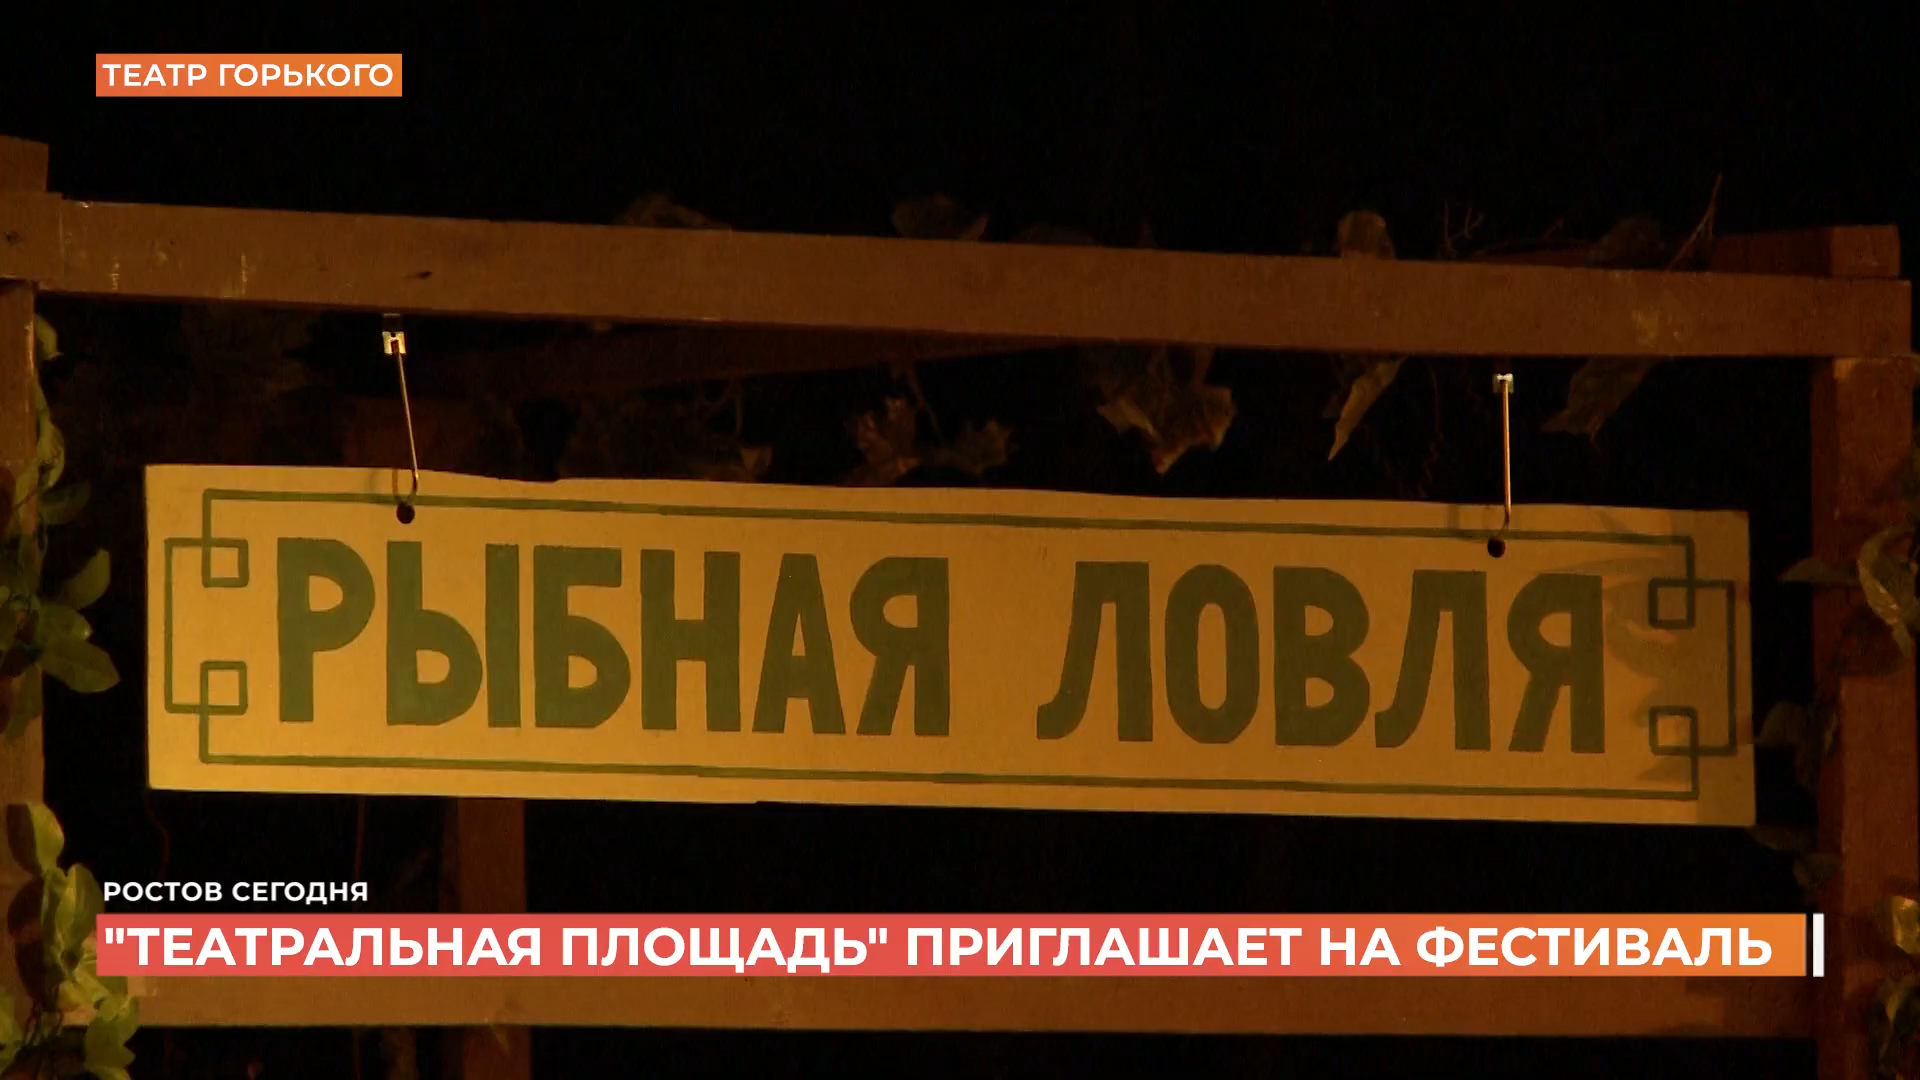 ТЕАТР ГОРЬКОГО
РЫБНАЯ ЛОВЛЯ
РОСТОВ СЕГОДНЯ
"ТЕАТРАЛЬНАЯ ПЛОЩАДЬ" ПРИГЛАШАЕТ НА ФЕСТИВАЛЬ